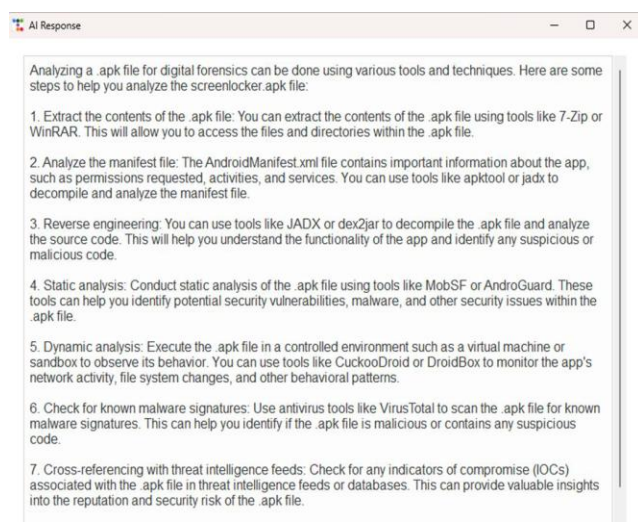 AI Response
Analyzing a .apk file for digital forensics can be done using various tools and techniques. Here are some
steps to help you analyze the screenlocker.apk file:
1. Extract the contents of the .apk file: You can extract the contents of the .apk file using tools like 7-Zip or
WinRAR. This will allow you to access the files and directories within the .apk file.
2. Analyze the manifest file: The AndroidManifest.xml file contains important information about the app,
such as permissions requested, activities, and services. You can use tools like apktool or jadx to
decompile and analyze the manifest file.
3. Reverse engineering: You can use tools like JADX or dex2jar to decompile the .apk file and analyze
the source code. This will help you understand the functionality of the app and identify any suspicious or
malicious code.
4. Static analysis: Conduct static analysis of the .apk file using tools like MobSF or AndroGuard. These
tools can help you identify potential security vulnerabilities, malware, and other security issues within the
.apk file.
5. Dynamic analysis: Execute the .apk file in a controlled environment such as a virtual machine or
sandbox to observe its behavior. You can use tools like CuckooDroid or DroidBox to monitor the app's
network activity, file system changes, and other behavioral patterns.
6. Check for known malware signatures: Use antivirus tools like VirusTotal to scan the .apk file for known
malware signatures. This can help you identify if the .apk file is malicious or contains any suspicious
code.
7. Cross-referencing with threat intelligence feeds: Check for any indicators of compromise (IOCs)
associated with the .apk file in threat intelligence feeds or databases. This can provide valuable insights
into the reputation and security risk of the .apk file.